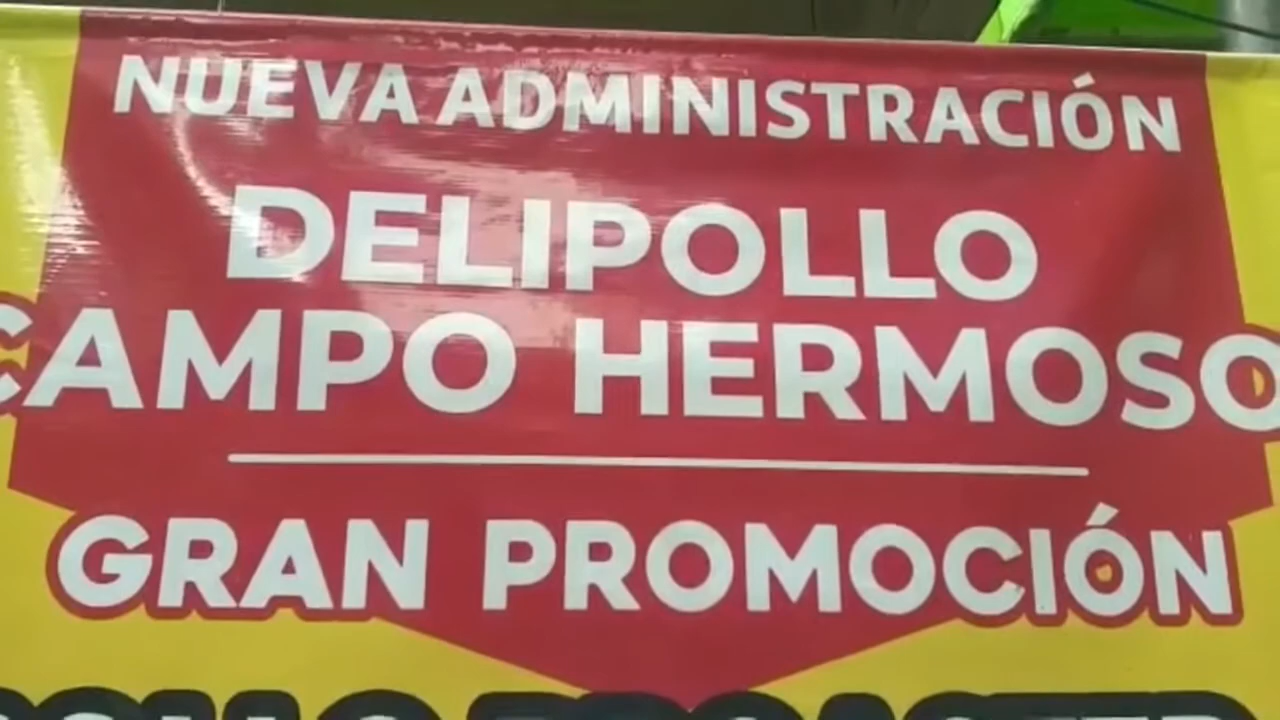 NUEVA ADMINISTRACIÓN
DELIPOLLO
CAMPO HERMOSO
GRAN PROMOCIÓN